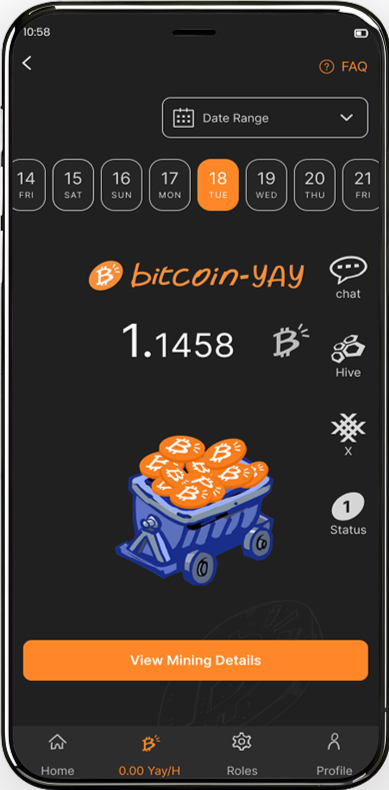 10:58
FAQ
Date Range
14 15 16 17 18 19 20 21
FRI SAT SUN MON TUE WED THU FRI
bitcoin-YAY
chat
1.1458
Hive
X
1
Status
View Mining Details
Home 0.00 Yay/H Roles Profile